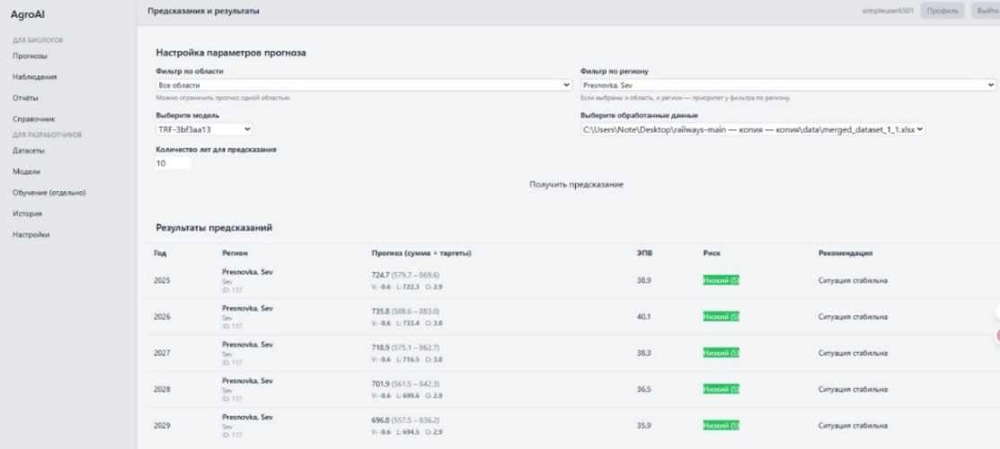 AgroAI
Предсказания и результаты
simpleuser6501
Профиль
Выйти
ДЛЯ БИОЛОГОВ
Прогнозы
Наблюдения
Отчёты
Справочник
ДЛЯ РАЗРАБОТЧИКОВ
Датасеты
Модели
Обучение (отдельно)
История
Настройки
Настройка параметров прогноза
Фильтр по области
Все области
Можно ограничить прогноз одной областью.
Фильтр по региону
Presnovka, Sev
Если выбраны и область, и регион — приоритет у фильтра по региону.
Выберите модель
TRF-3bf3aa13
Выберите обработанные данные
C:\Users\Note\Desktop\railways-main — копия — копия\data\merged_dataset_1_1.xlsx
Количество лет для предсказания
10
Получить предсказание
Результаты предсказаний
Год Регион Прогноз (сумма + таргеты) ЭПВ Риск Рекомендация
2025 Presnovka, Sev 724.7 (579.7 – 869.6) 38.9 Низкий (S) Ситуация стабильна
Sev V: -0.6 L: 722.3 O: 2.9
ID: 117
2026 Presnovka, Sev 735.8 (588.6 – 883.0) 40.1 Низкий (S) Ситуация стабильна
Sev V: -0.6 L: 733.4 O: 3.0
ID: 117
2027 Presnovka, Sev 718.9 (575.1 – 862.7) 38.3 Низкий (S) Ситуация стабильна
Sev V: -0.6 L: 716.5 O: 3.0
ID: 117
2028 Presnovka, Sev 701.9 (561.5 – 842.3) 36.5 Низкий (S) Ситуация стабильна
Sev V: -0.6 L: 699.6 O: 2.9
ID: 117
2029 Presnovka, Sev 696.8 (557.5 – 836.2) 35.9 Низкий (S) Ситуация стабильна
Sev V: -0.6 L: 694.5 O: 2.9
ID: 117